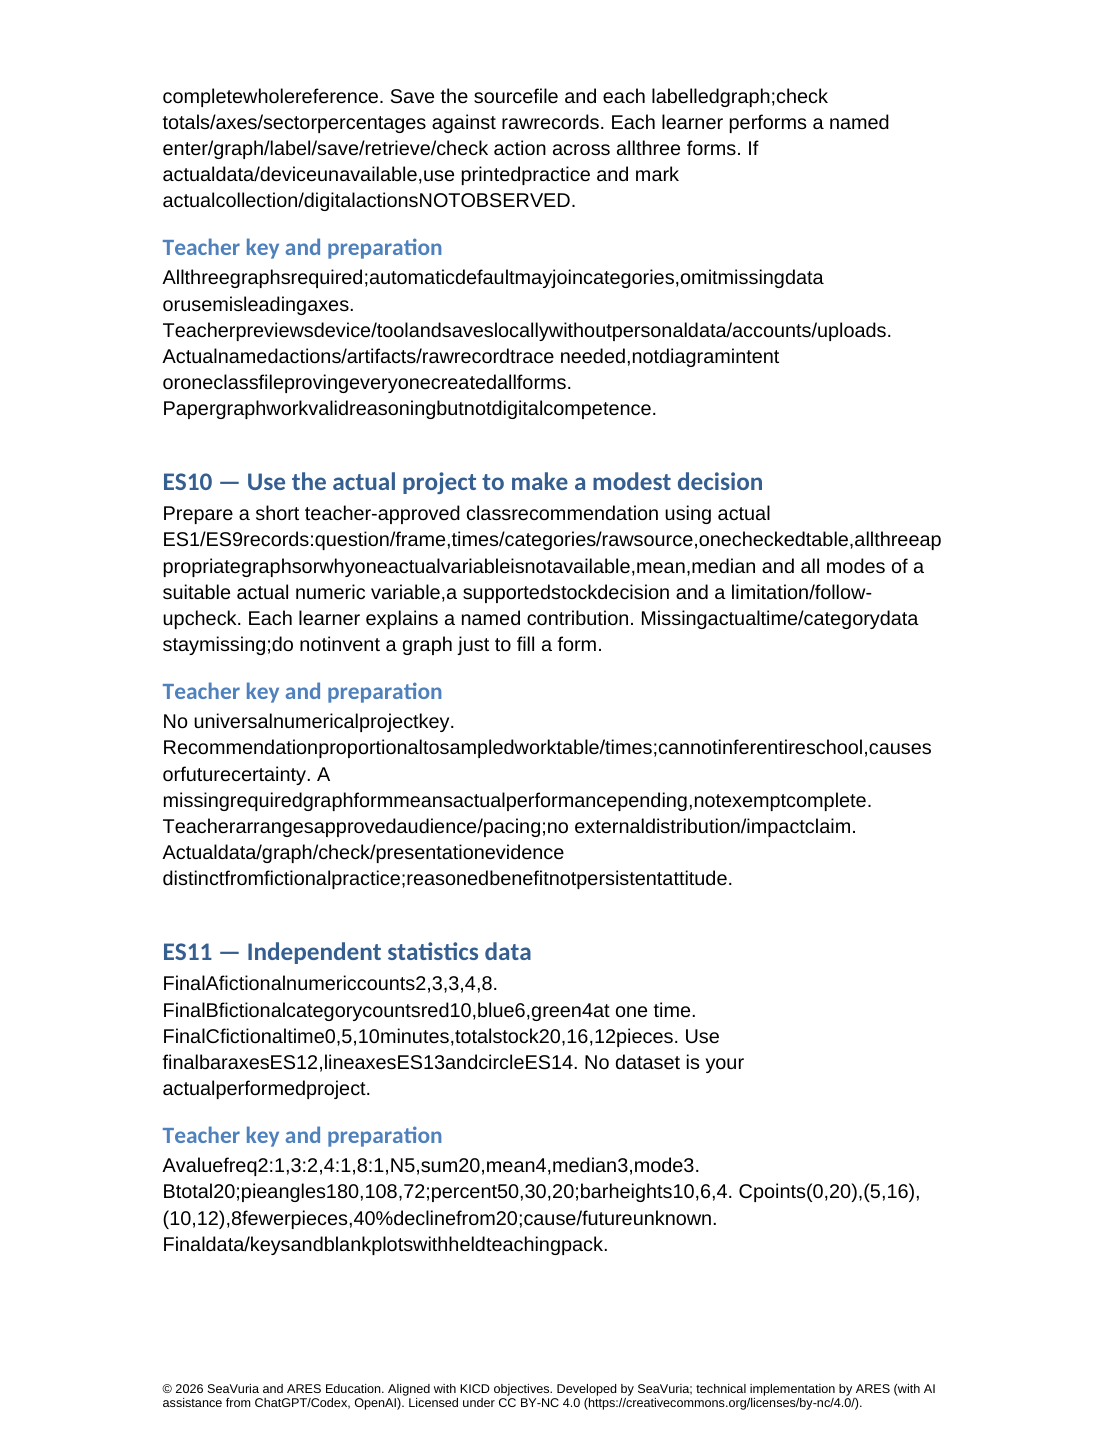 completewholereference. Save the sourcefile and each labelledgraph;check
totals/axes/sectorpercentages against rawrecords. Each learner performs a named
enter/graph/label/save/retrieve/check action across allthree forms. If
actualdata/deviceunavailable,use printedpractice and mark
actualcollection/digitalactionsNOTOBSERVED.
Teacher key and preparation
Allthreegraphsrequired;automaticdefaultmayjoincategories,omitmissingdata
orusemisleadingaxes.
Teacherpreviewsdevice/toolandsaveslocallywithoutpersonaldata/accounts/uploads.
Actualnamedactions/artifacts/rawrecordtrace needed,notdiagramintent
oroneclassfileprovingeveryonecreatedallforms.
Papergraphworkvalidreasoningbutnotdigitalcompetence.
ES10 — Use the actual project to make a modest decision
Prepare a short teacher-approved classrecommendation using actual
ES1/ES9records:question/frame,times/categories/rawsource,onecheckedtable,allthreeap
propriategraphsorwhyoneactualvariableisnotavailable,mean,median and all modes of a
suitable actual numeric variable,a supportedstockdecision and a limitation/follow-
upcheck. Each learner explains a named contribution. Missingactualtime/categorydata
staymissing;do notinvent a graph just to fill a form.
Teacher key and preparation
No universalnumericalprojectkey.
Recommendationproportionaltosampledworktable/times;cannotinferentireschool,causes
orfuturecertainty. A
missingrequiredgraphformmeansactualperformancepending,notexemptcomplete.
Teacherarrangesapprovedaudience/pacing;no externaldistribution/impactclaim.
Actualdata/graph/check/presentationevidence
distinctfromfictionalpractice;reasonedbenefitnotpersistentattitude.
ES11 — Independent statistics data
FinalAfictionalnumericcounts2,3,3,4,8.
FinalBfictionalcategorycountsred10,blue6,green4at one time.
FinalCfictionaltime0,5,10minutes,totalstock20,16,12pieces. Use
finalbaraxesES12,lineaxesES13andcircleES14. No dataset is your
actualperformedproject.
Teacher key and preparation
Avaluefreq2:1,3:2,4:1,8:1,N5,sum20,mean4,median3,mode3.
Btotal20;pieangles180,108,72;percent50,30,20;barheights10,6,4. Cpoints(0,20),(5,16),
(10,12),8fewerpieces,40%declinefrom20;cause/futureunknown.
Finaldata/keysandblankplotswithheldteachingpack.
© 2026 SeaVuria and ARES Education. Aligned with KICD objectives. Developed by SeaVuria; technical implementation by ARES (with AI
assistance from ChatGPT/Codex, OpenAI). Licensed under CC BY-NC 4.0 (https://creativecommons.org/licenses/by-nc/4.0/).